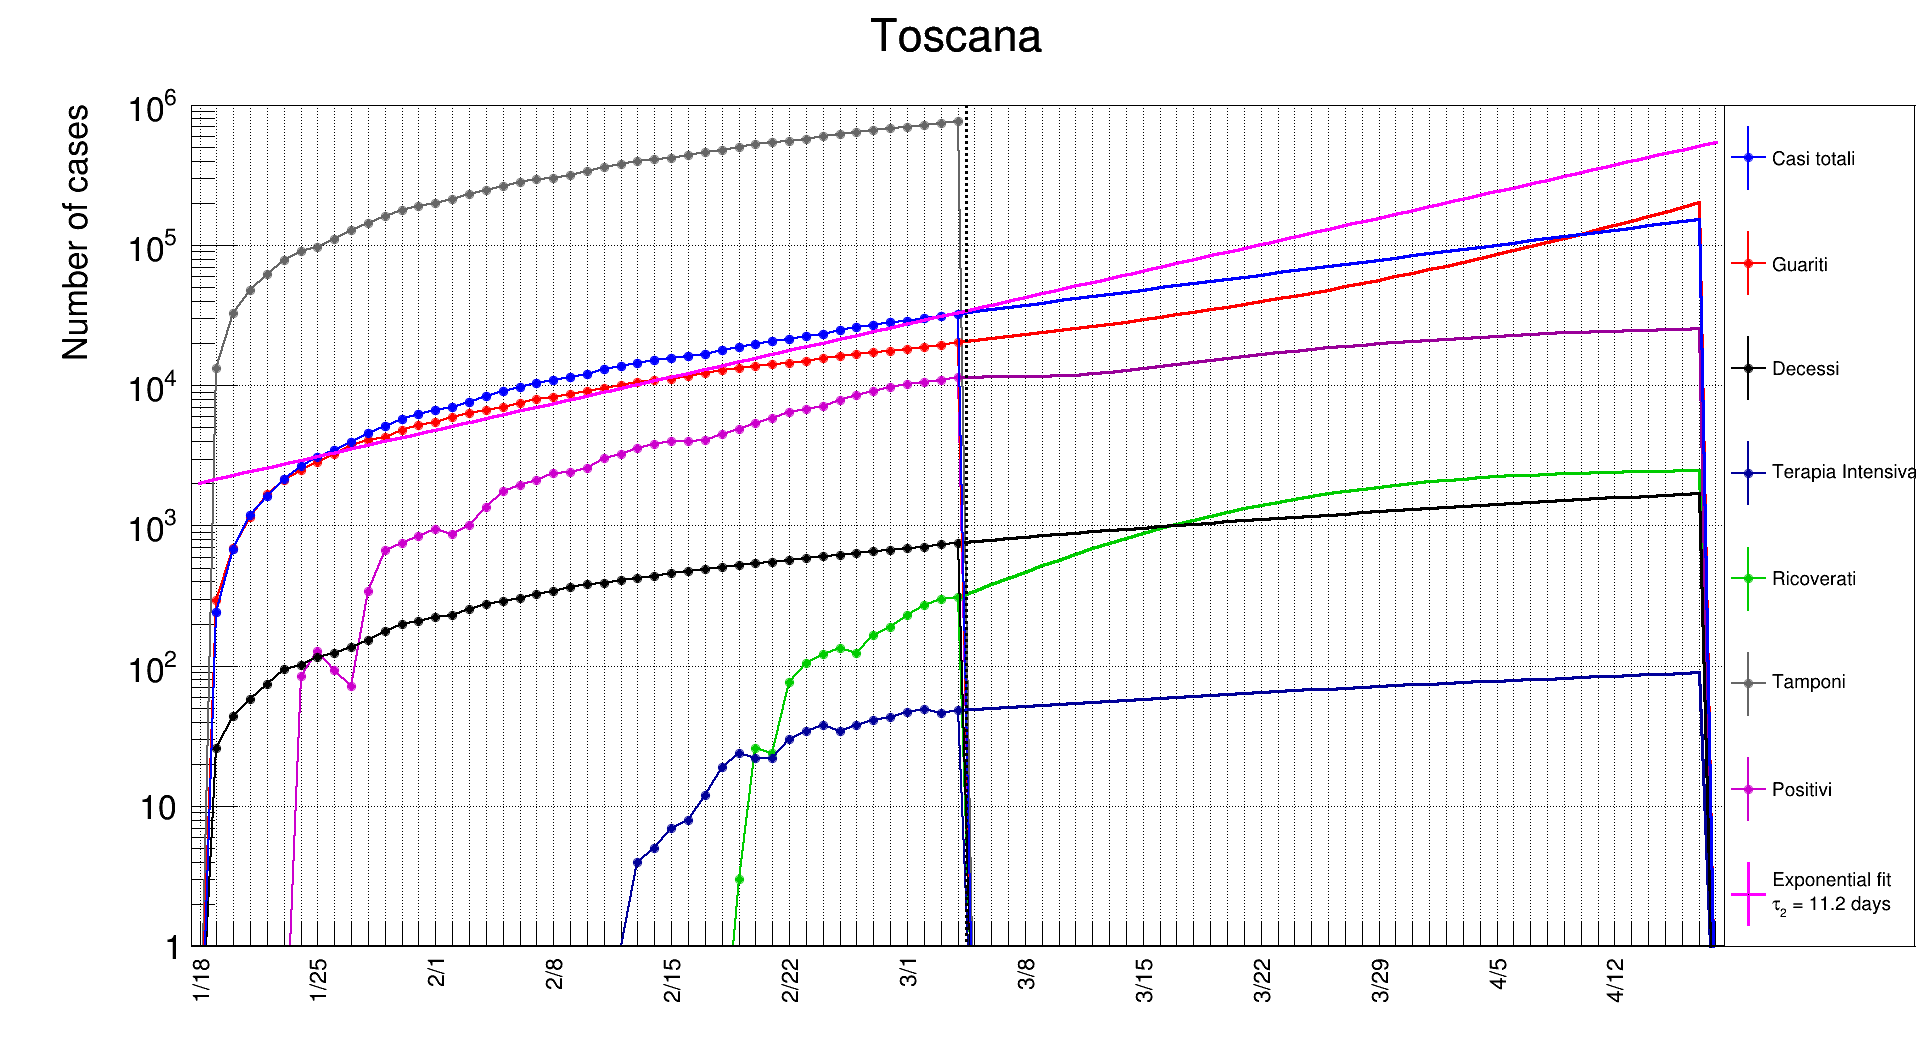 Toscana
Number of cases
10^6
10^5
10^4
10^3
10^2
10
1
1/18
1/25
2/1
2/8
2/15
2/22
3/1
3/8
3/15
3/22
3/29
4/5
4/12
Casi totali
Guariti
Decessi
Terapia Intensiva
Ricoverati
Tamponi
Positivi
Exponential fit
τ_2 = 11.2 days